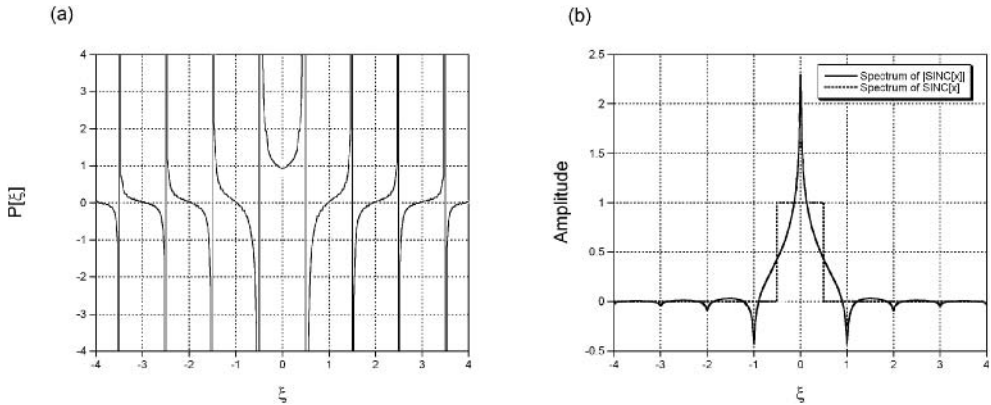 (a)
4
3
2
1
0
-1
-2
-3
-4
-4 -3 -2 -1 0 1 2 3 4
P[ξ]
ξ
(b)
2.5
2
1.5
1
0.5
0
-0.5
-4 -3 -2 -1 0 1 2 3 4
Amplitude
ξ
Spectrum of |SINC[x]|
Spectrum of SINC[x]